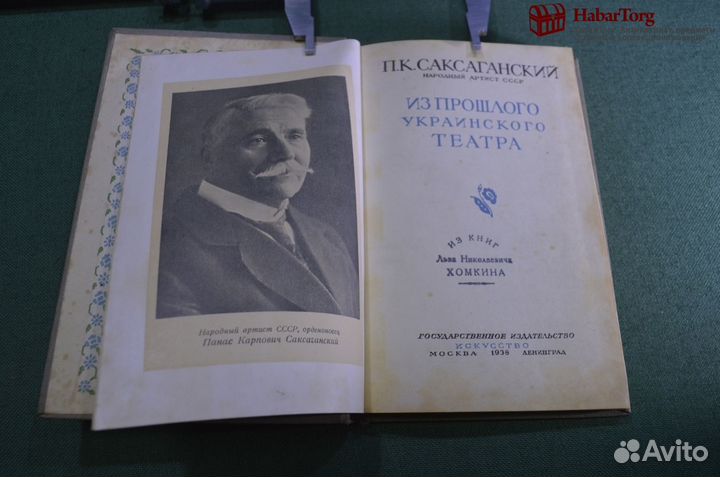 HabarTorg
Народный артист СССР, орденоносец
Панас Карпович Саксаганский
П.К. САКСАГАНСКИЙ
НАРОДНЫЙ АРТИСТ СССР
ИЗ ПРОШЛОГО
УКРАИНСКОГО
ТЕАТРА
ИЗ КНИГ
Льва Николаевича
ХОМКИНА
ГОСУДАРСТВЕННОЕ ИЗДАТЕЛЬСТВО
ИСКУССТВО
МОСКВА 1938 ЛЕНИНГРАД
Avito